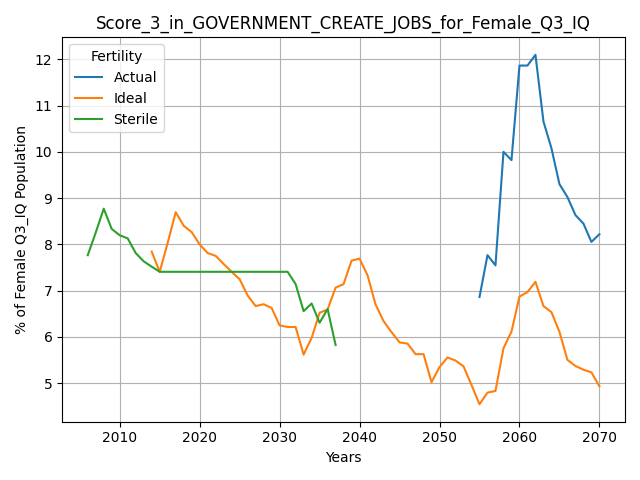 Score_3_in_GOVERNMENT_CREATE_JOBS_for_Female_Q3_IQ
Fertility
Actual
Ideal
Sterile
% of Female Q3_IQ Population
12
11
10
9
8
7
6
5
2010 2020 2030 2040 2050 2060 2070
Years